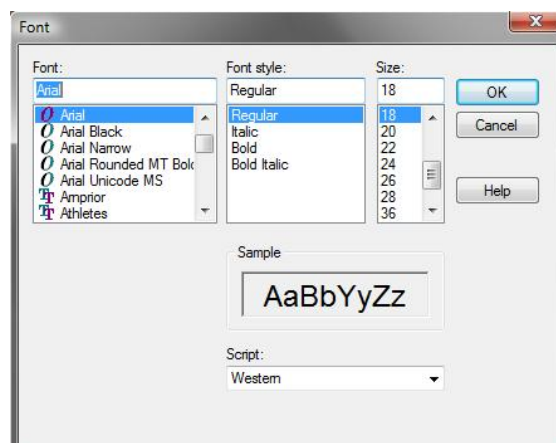 Font
Font:
Font style:
Size:
Arial
Regular
18
OK
Arial
Arial Black
Arial Narrow
Arial Rounded MT Bold
Arial Unicode MS
Amprior
Athletes
Regular
Italic
Bold
Bold Italic
18
20
22
24
26
28
36
Cancel
Help
Sample
AaBbYyZz
Script:
Western